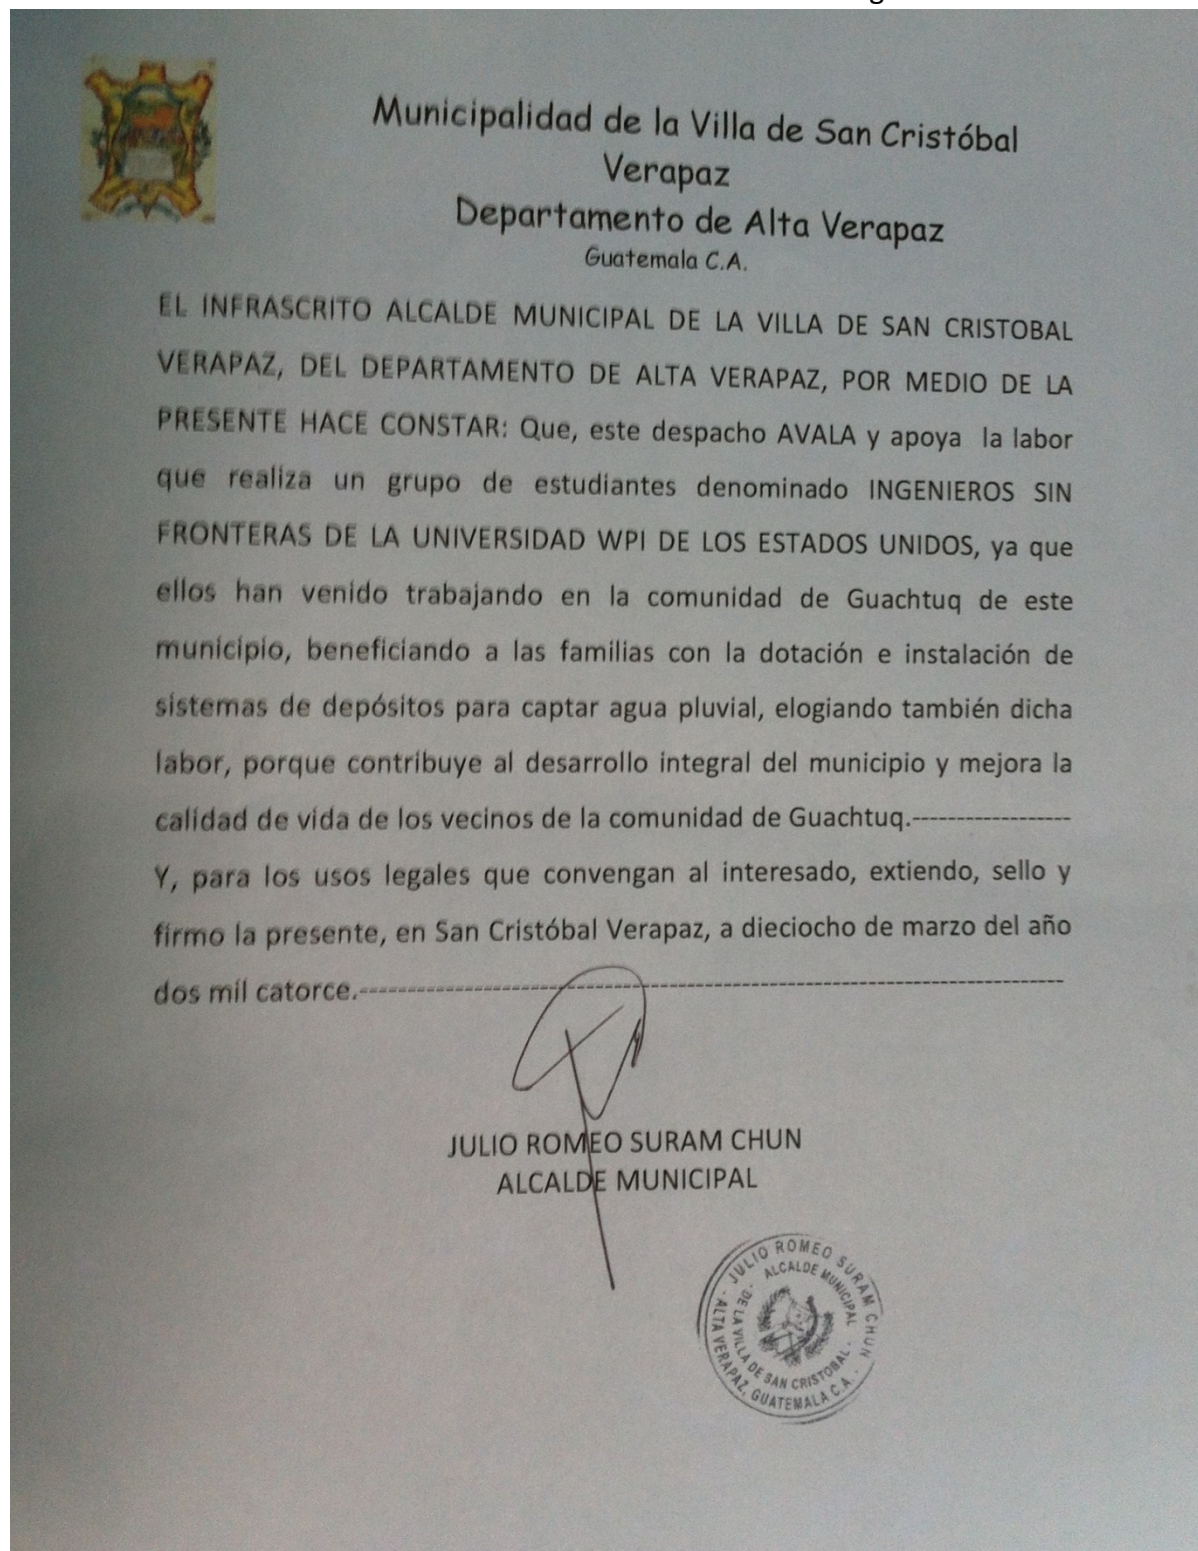 Municipalidad de la Villa de San Cristóbal
Verapaz
Departamento de Alta Verapaz
Guatemala C.A.
EL INFRASCRITO ALCALDE MUNICIPAL DE LA VILLA DE SAN CRISTOBAL
VERAPAZ, DEL DEPARTAMENTO DE ALTA VERAPAZ, POR MEDIO DE LA
PRESENTE HACE CONSTAR: Que, este despacho AVALA y apoya la labor
que realiza un grupo de estudiantes denominado INGENIEROS SIN
FRONTERAS DE LA UNIVERSIDAD WPI DE LOS ESTADOS UNIDOS, ya que
ellos han venido trabajando en la comunidad de Guachtuq de este
municipio, beneficiando a las familias con la dotación e instalación de
sistemas de depósitos para captar agua pluvial, elogiando también dicha
labor, porque contribuye al desarrollo integral del municipio y mejora la
calidad de vida de los vecinos de la comunidad de Guachtuq.------------------
Y, para los usos legales que convengan al interesado, extiendo, sello y
firmo la presente, en San Cristóbal Verapaz, a dieciocho de marzo del año
dos mil catorce.--------------------------------------------------------------------------------
JULIO ROMEO SURAM CHUN
ALCALDE MUNICIPAL
JULIO ROMEO SURAM CHUN
· ALTA VERAPAZ, GUATEMALA C.A. ·
ALCALDE MUNICIPAL
· DE LA VILLA DE SAN CRISTOBAL ·